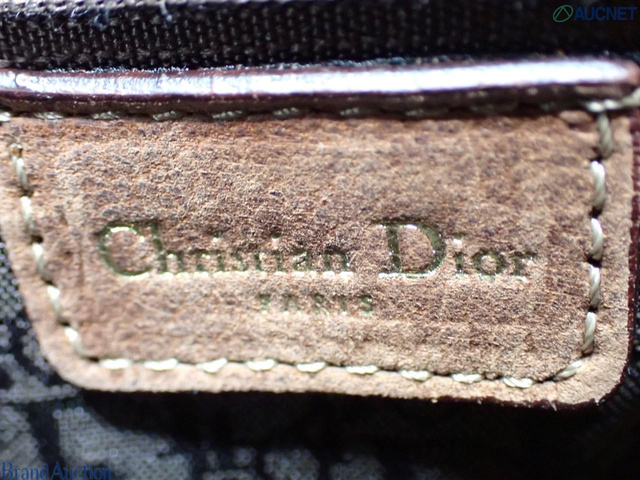 AUCNET
Christian Dior
PARIS
Brand Auction